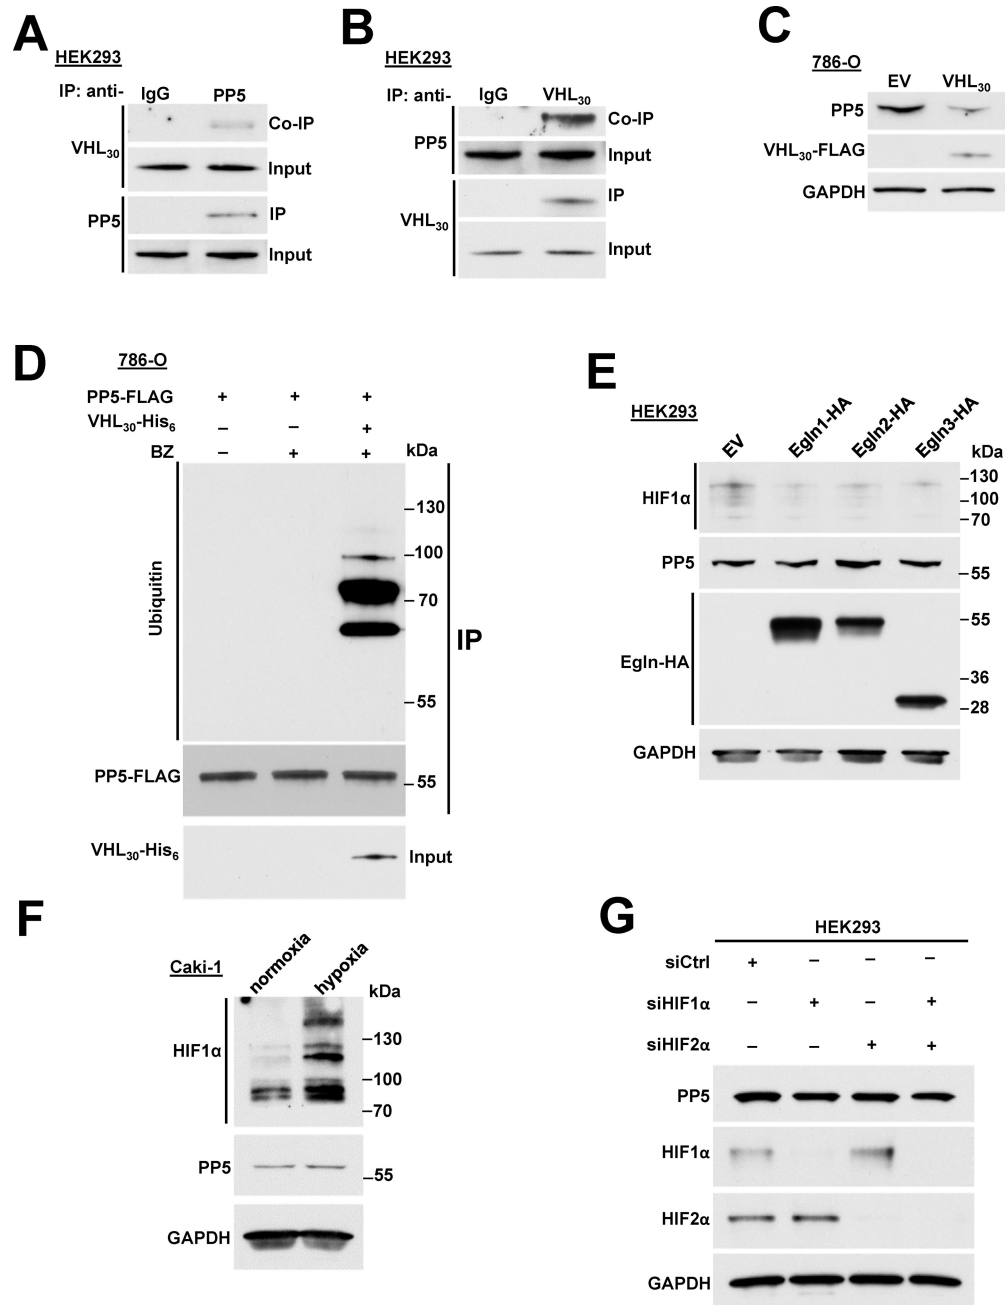 A
HEK293
IP: anti- IgG PP5
VHL30
Co-IP
Input
PP5
IP
Input
B
HEK293
IP: anti- IgG VHL30
PP5
Co-IP
Input
VHL30
IP
Input
C
786-O
EV VHL30
PP5
VHL30-FLAG
GAPDH
D
786-O
PP5-FLAG + + +
VHL30-His6 – – +
BZ – + + kDa
Ubiquitin
130
100
70
55
IP
PP5-FLAG
55
VHL30-His6 Input
E
HEK293
EV Egln1-HA Egln2-HA Egln3-HA
kDa
HIF1α
130
100
70
PP5
55
Egln-HA
55
36
28
GAPDH
F
Caki-1
normoxia hypoxia
kDa
HIF1α
130
100
70
PP5
55
GAPDH
G
HEK293
siCtrl + – – –
siHIF1α – + – +
siHIF2α – – + +
PP5
HIF1α
HIF2α
GAPDH